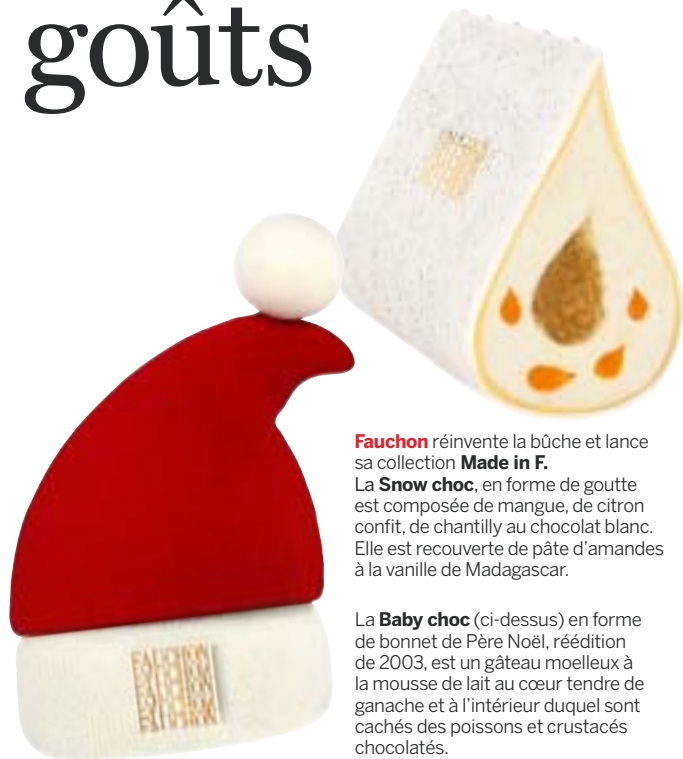 goûts
Fauchon réinvente la bûche et lance
sa collection Made in F.
La Snow choc, en forme de goutte
est composée de mangue, de citron
confit, de chantilly au chocolat blanc.
Elle est recouverte de pâte d’amandes
à la vanille de Madagascar.
La Baby choc (ci-dessus) en forme
de bonnet de Père Noël, réédition
de 2003, est un gâteau moelleux à
la mousse de lait au cœur tendre de
ganache et à l’intérieur duquel sont
cachés des poissons et crustacés
chocolatés.
FAUCHON